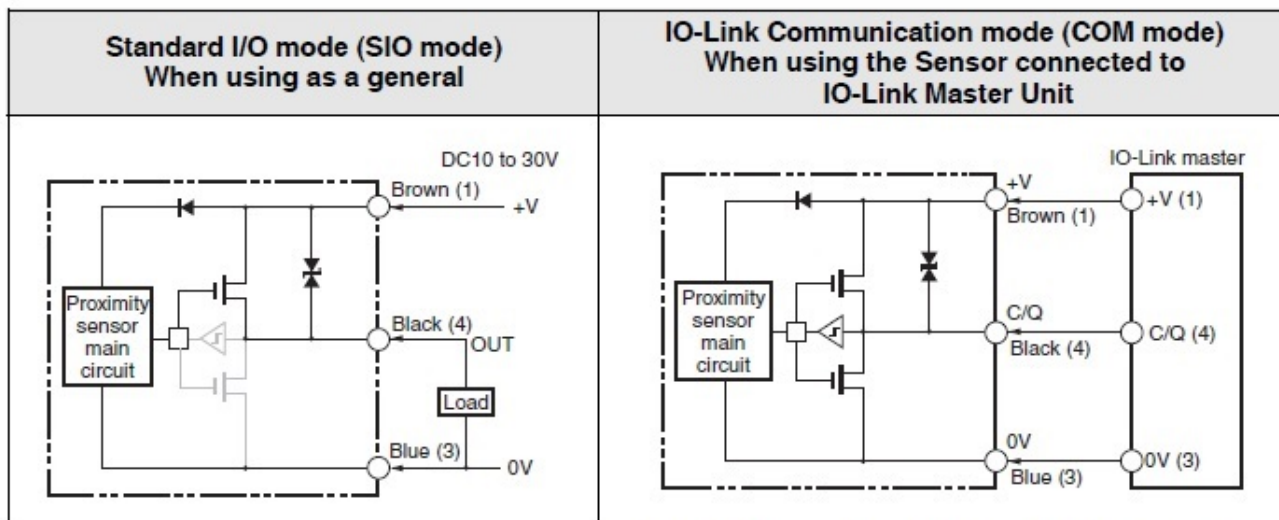 Standard I/O mode (SIO mode)
When using as a general
IO-Link Communication mode (COM mode)
When using the Sensor connected to
IO-Link Master Unit
DC10 to 30V
Brown (1)
+V
Proximity
sensor
main
circuit
Black (4)
OUT
Load
Blue (3)
0V
IO-Link master
+V
+V (1)
Brown (1)
Proximity
sensor
main
circuit
C/Q
C/Q (4)
Black (4)
0V
0V (3)
Blue (3)